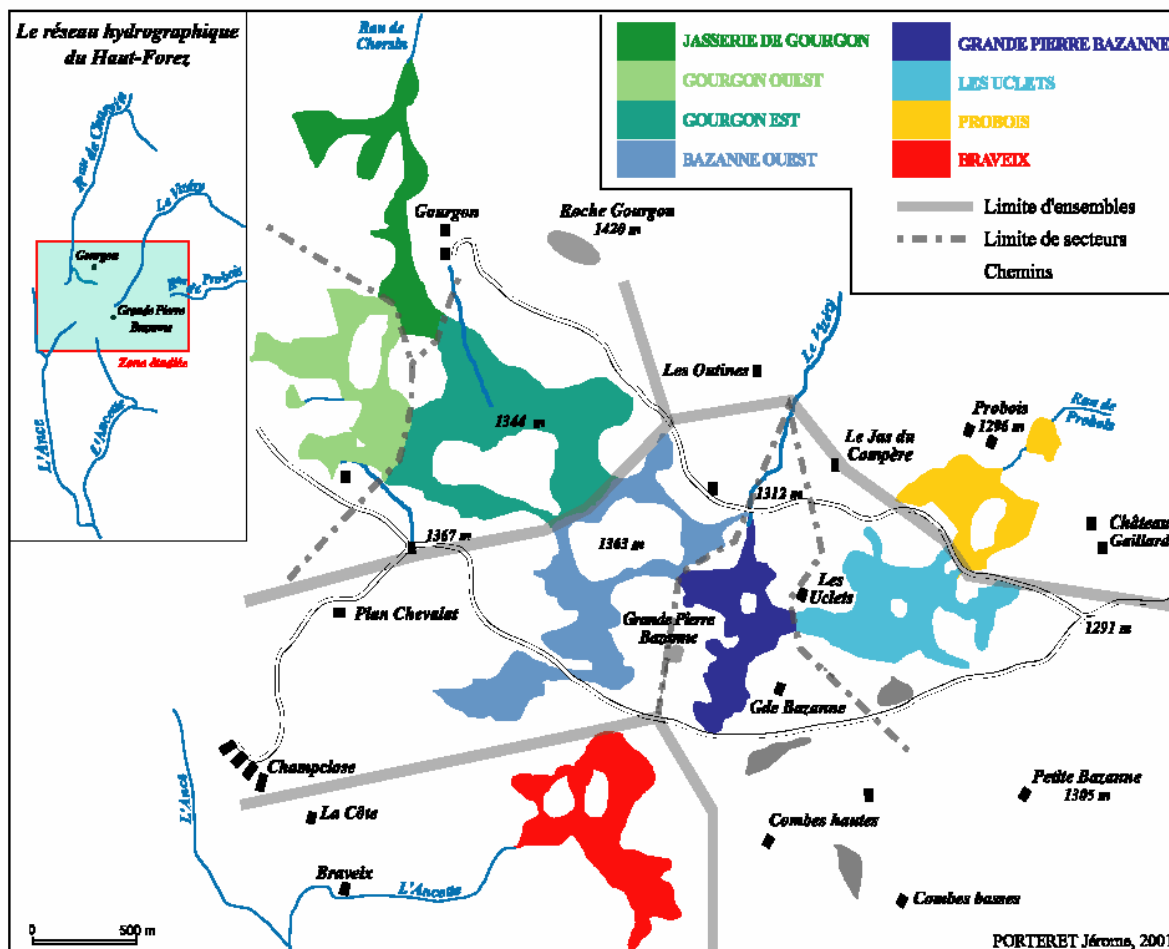 Le réseau hydrographique
du Haut-Forez
Gourgon
Le Vizézy
Grande Pierre
Bazanne
Zone étudiée
L'Ance
L'Ancette
JASSERIE DE GOURGON
GOURGON OUEST
GOURGON EST
BAZANNE OUEST
GRANDE PIERRE BAZANNE
LES UCLETS
PROBOIS
BRAVEIX
Limite d'ensembles
Limite de secteurs
Chemins
Rau de
Chorsin
Gourgon
Roche Gourgon
1420 m
Le Vizézy
Les Outines
1344 m
Probois
1296 m
Rau de
Probois
Le Jas du
Compère
1312 m
1367 m
1363 m
Château
Gaillard
Plan Chevalat
Les
Uclets
Grande Pierre
Bazanne
1291 m
Gde Bazanne
Champclose
Petite Bazanne
1305 m
L'Ance
La Côte
Combes hautes
Braveix
L'Ancette
Combes basses
0 500 m
PORTERET Jérome, 2001